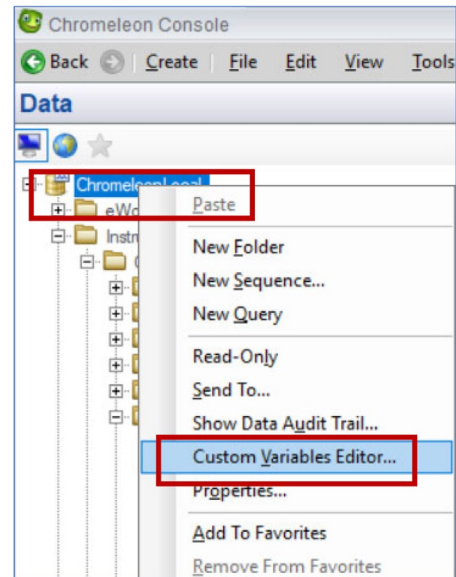 Chromeleon Console
Back Create File Edit View Tools
Data
ChromeleonLocal
Paste
New Folder
New Sequence...
New Query
Read-Only
Send To...
Show Data Audit Trail...
Custom Variables Editor...
Properties...
Add To Favorites
Remove From Favorites